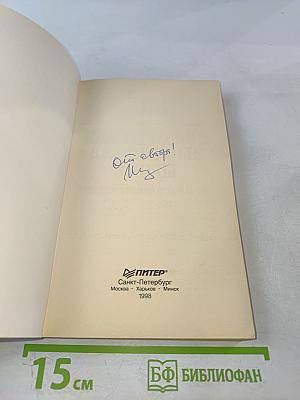 От автора!
ПИТЕР®
Санкт-Петербург
Москва · Харьков · Минск
1998
15 см
БФ БИБЛИОФАН